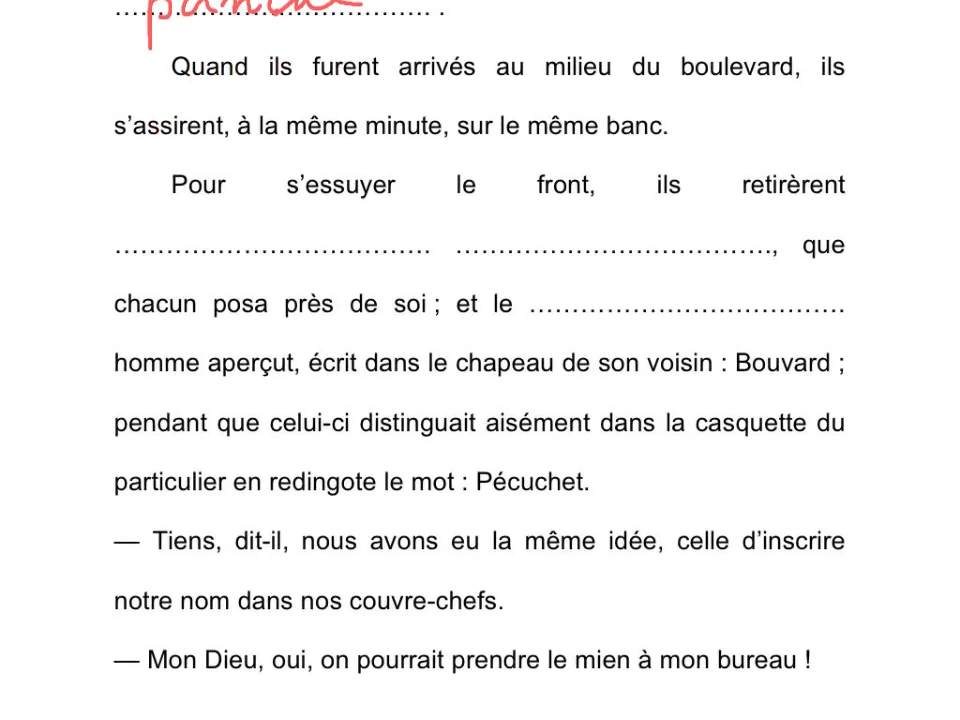 ………………………………. .
Quand ils furent arrivés au milieu du boulevard, ils
s’assirent, à la même minute, sur le même banc.
Pour s’essuyer le front, ils retirèrent
………………………………. ………………………………., que
chacun posa près de soi ; et le ……………………………….
homme aperçut, écrit dans le chapeau de son voisin : Bouvard ;
pendant que celui-ci distinguait aisément dans la casquette du
particulier en redingote le mot : Pécuchet.
— Tiens, dit-il, nous avons eu la même idée, celle d’inscrire
notre nom dans nos couvre-chefs.
— Mon Dieu, oui, on pourrait prendre le mien à mon bureau !